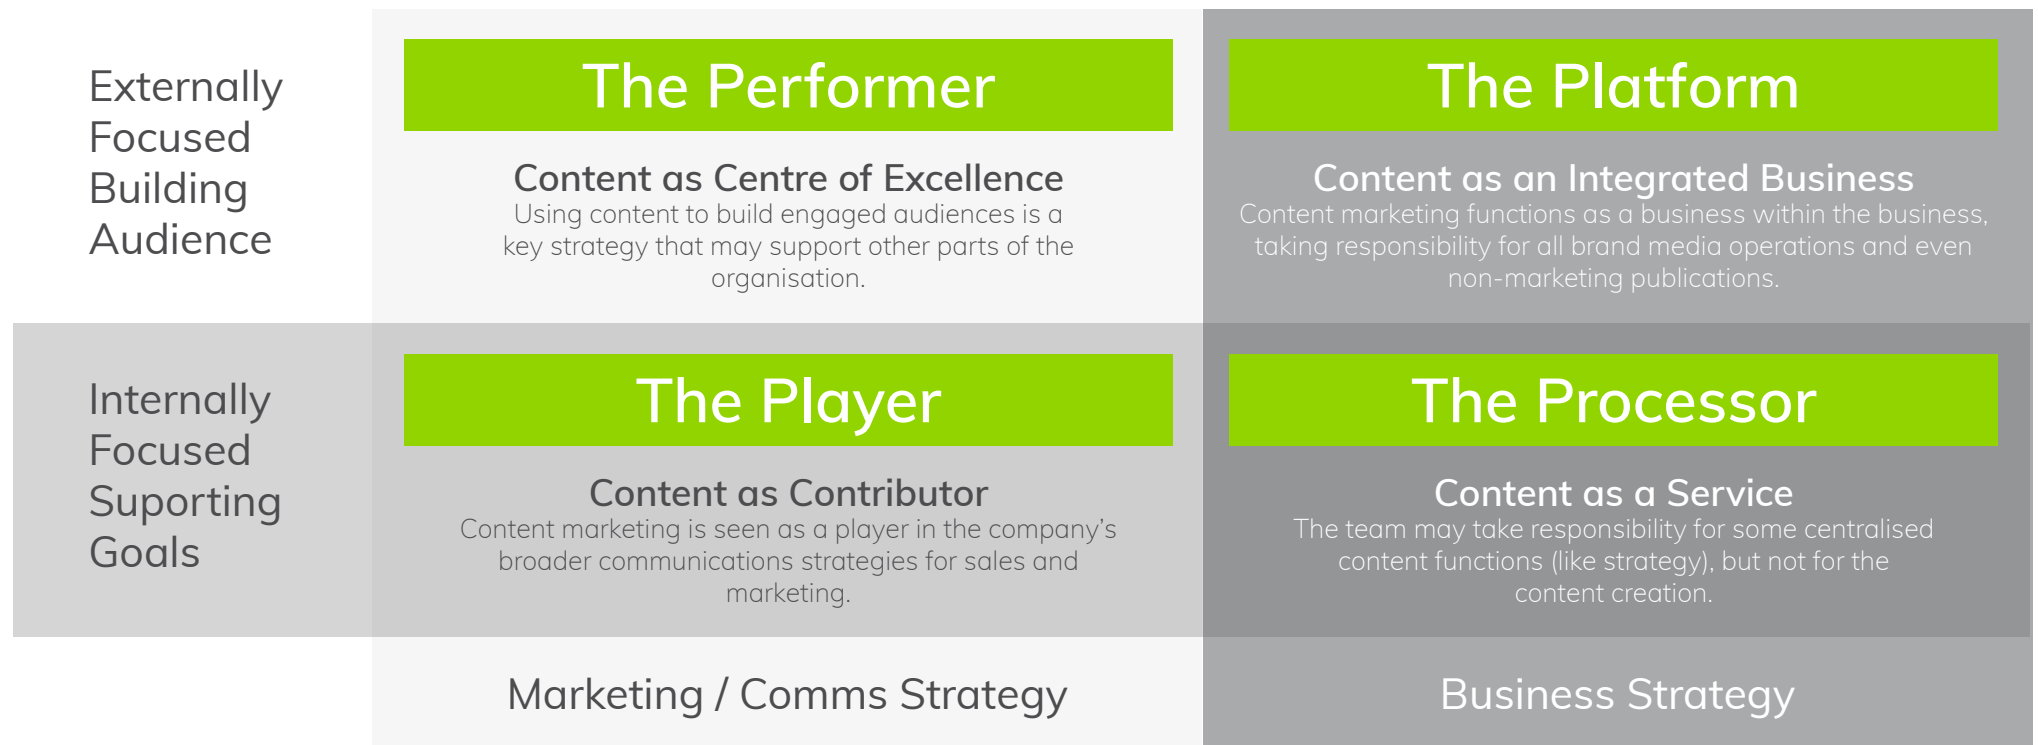 Externally
Focused
Building
Audience
The Performer
Content as Centre of Excellence
Using content to build engaged audiences is a
key strategy that may support other parts of the
organisation.
The Platform
Content as an Integrated Business
Content marketing functions as a business within the business,
taking responsibility for all brand media operations and even
non-marketing publications.
Internally
Focused
Suporting
Goals
The Player
Content as Contributor
Content marketing is seen as a player in the company’s
broader communications strategies for sales and
marketing.
The Processor
Content as a Service
The team may take responsibility for some centralised
content functions (like strategy), but not for the
content creation.
Marketing / Comms Strategy
Business Strategy